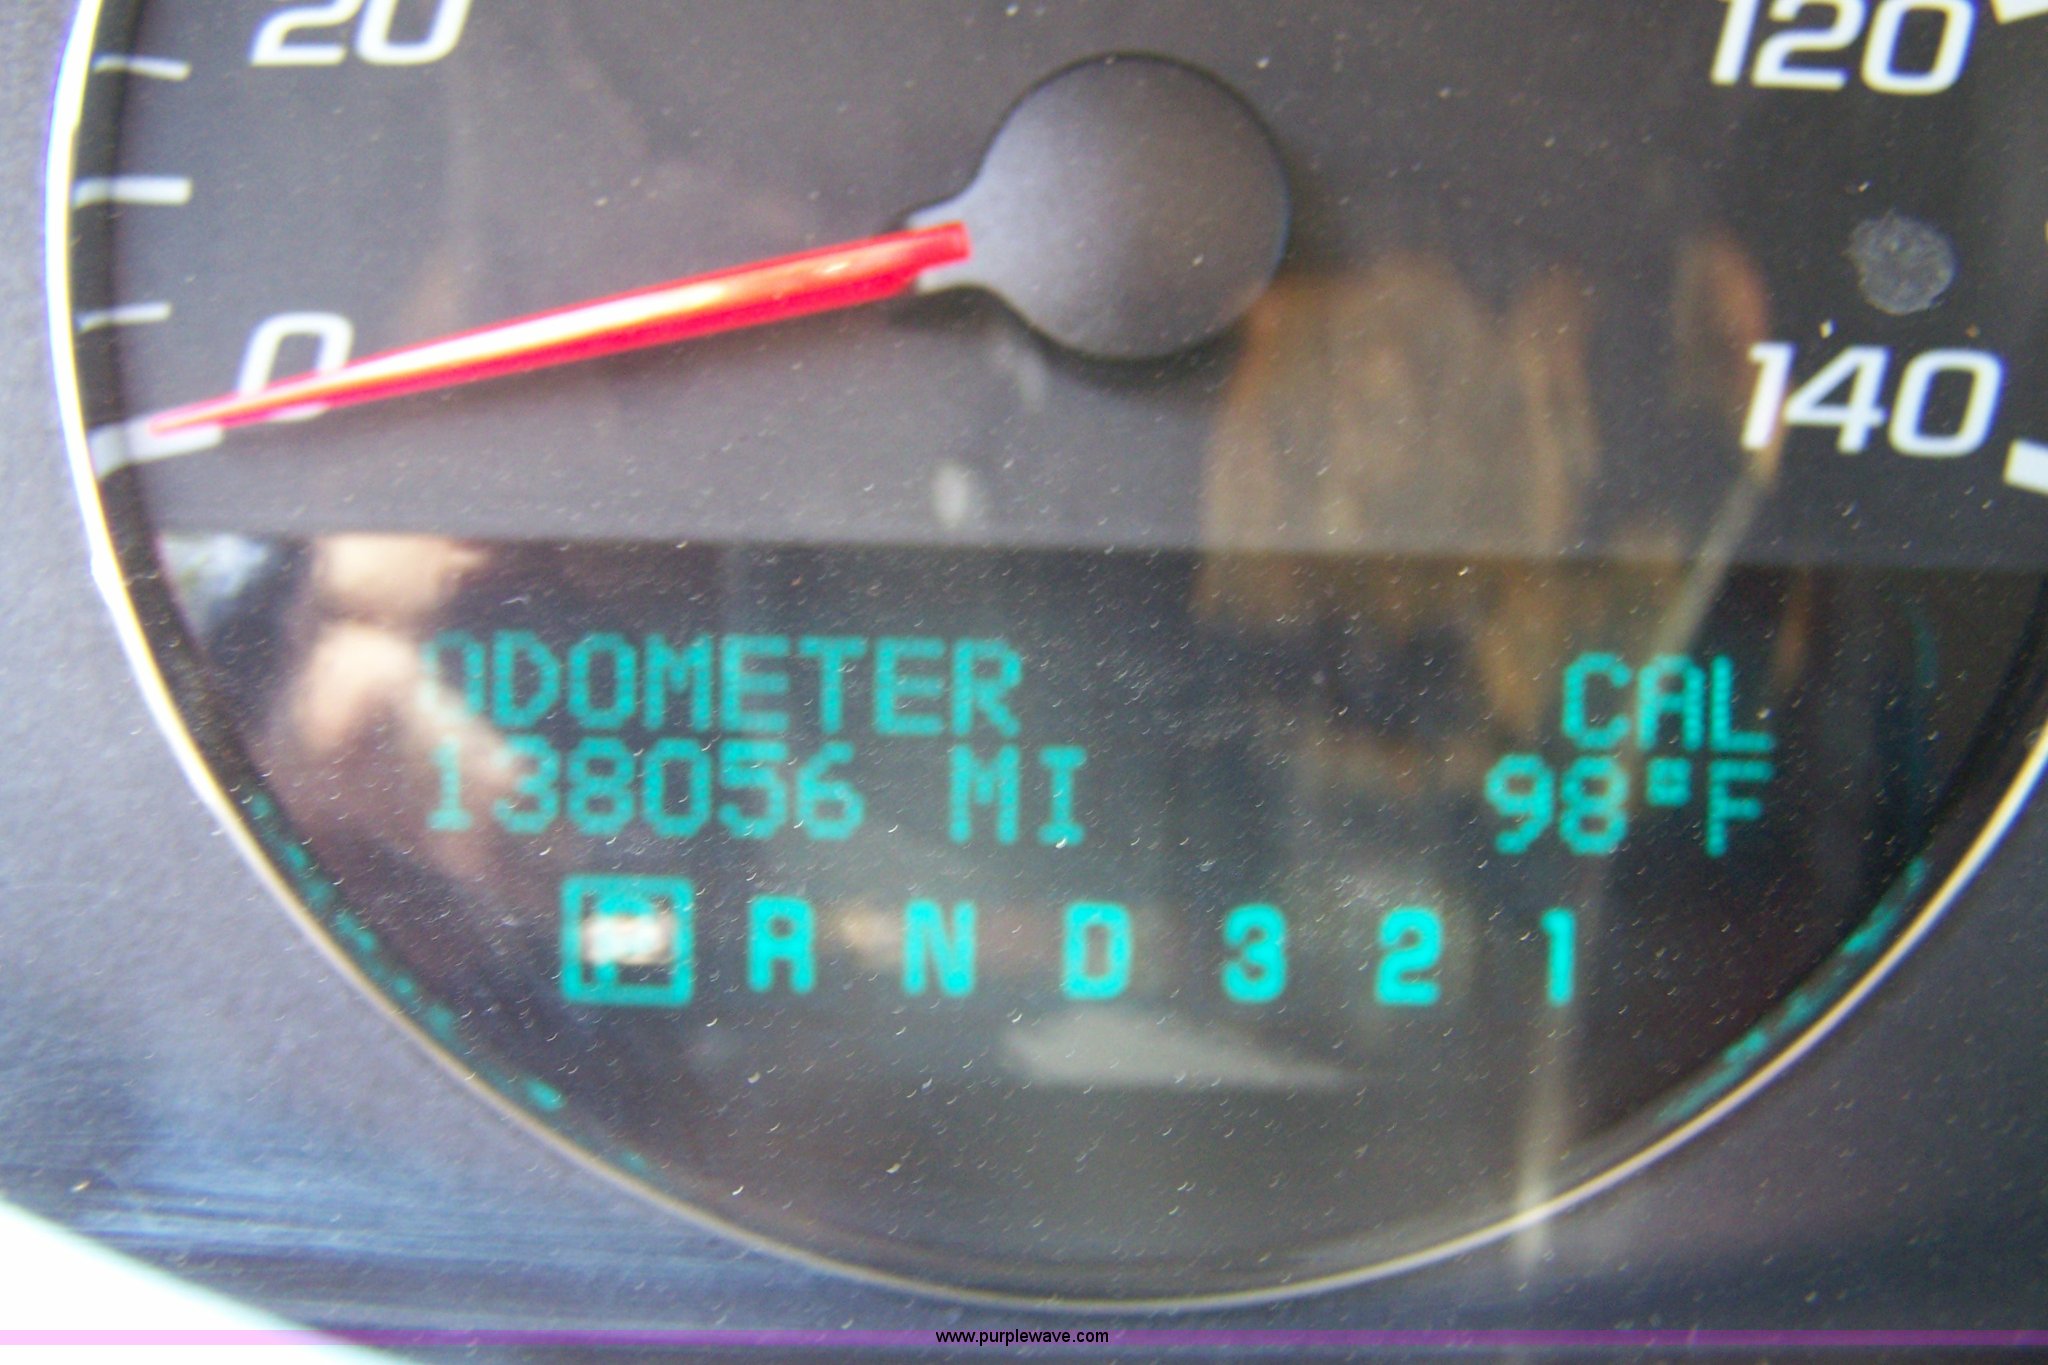 20
120
0
140
ODOMETER CAL
138056 MI 98°F
P R N D 3 2 1
www.purplewave.com